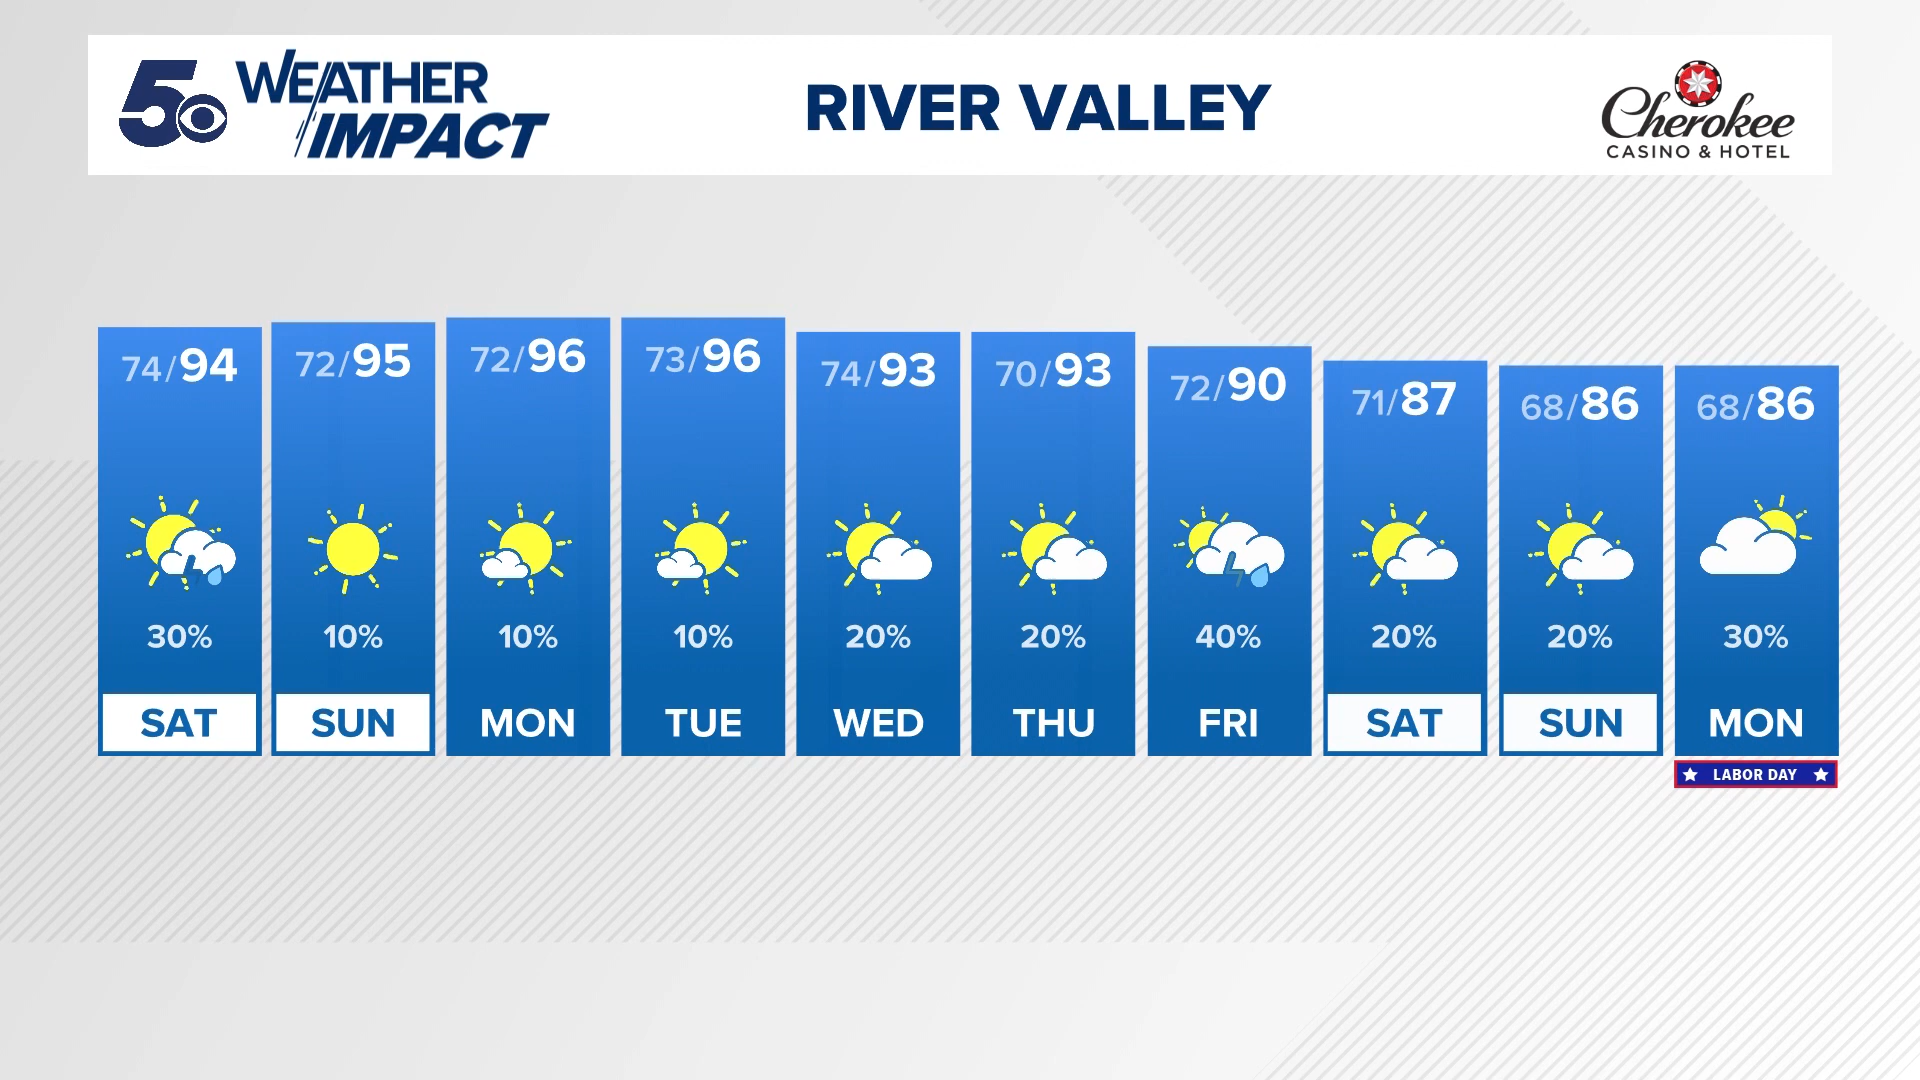 5 WEATHER
IMPACT
RIVER VALLEY
Cherokee
CASINO & HOTEL
74/94 72/95 72/96 73/96 74/93 70/93 72/90 71/87 68/86 68/86
30% 10% 10% 10% 20% 20% 40% 20% 20% 30%
SAT SUN MON TUE WED THU FRI SAT SUN MON
LABOR DAY